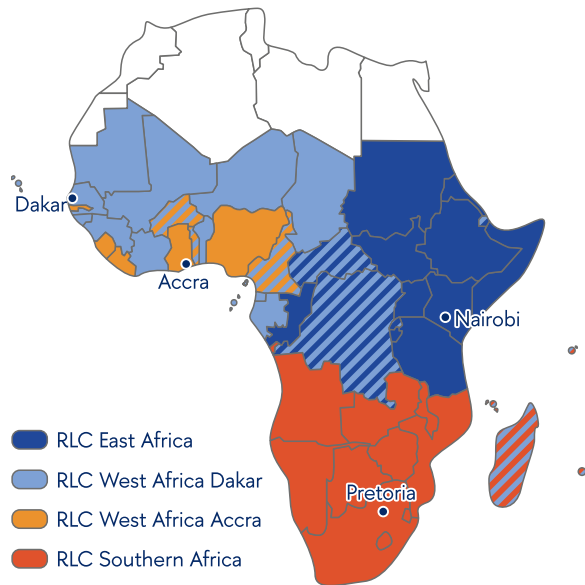 Dakar
Accra
Nairobi
Pretoria
RLC East Africa
RLC West Africa Dakar
RLC West Africa Accra
RLC Southern Africa